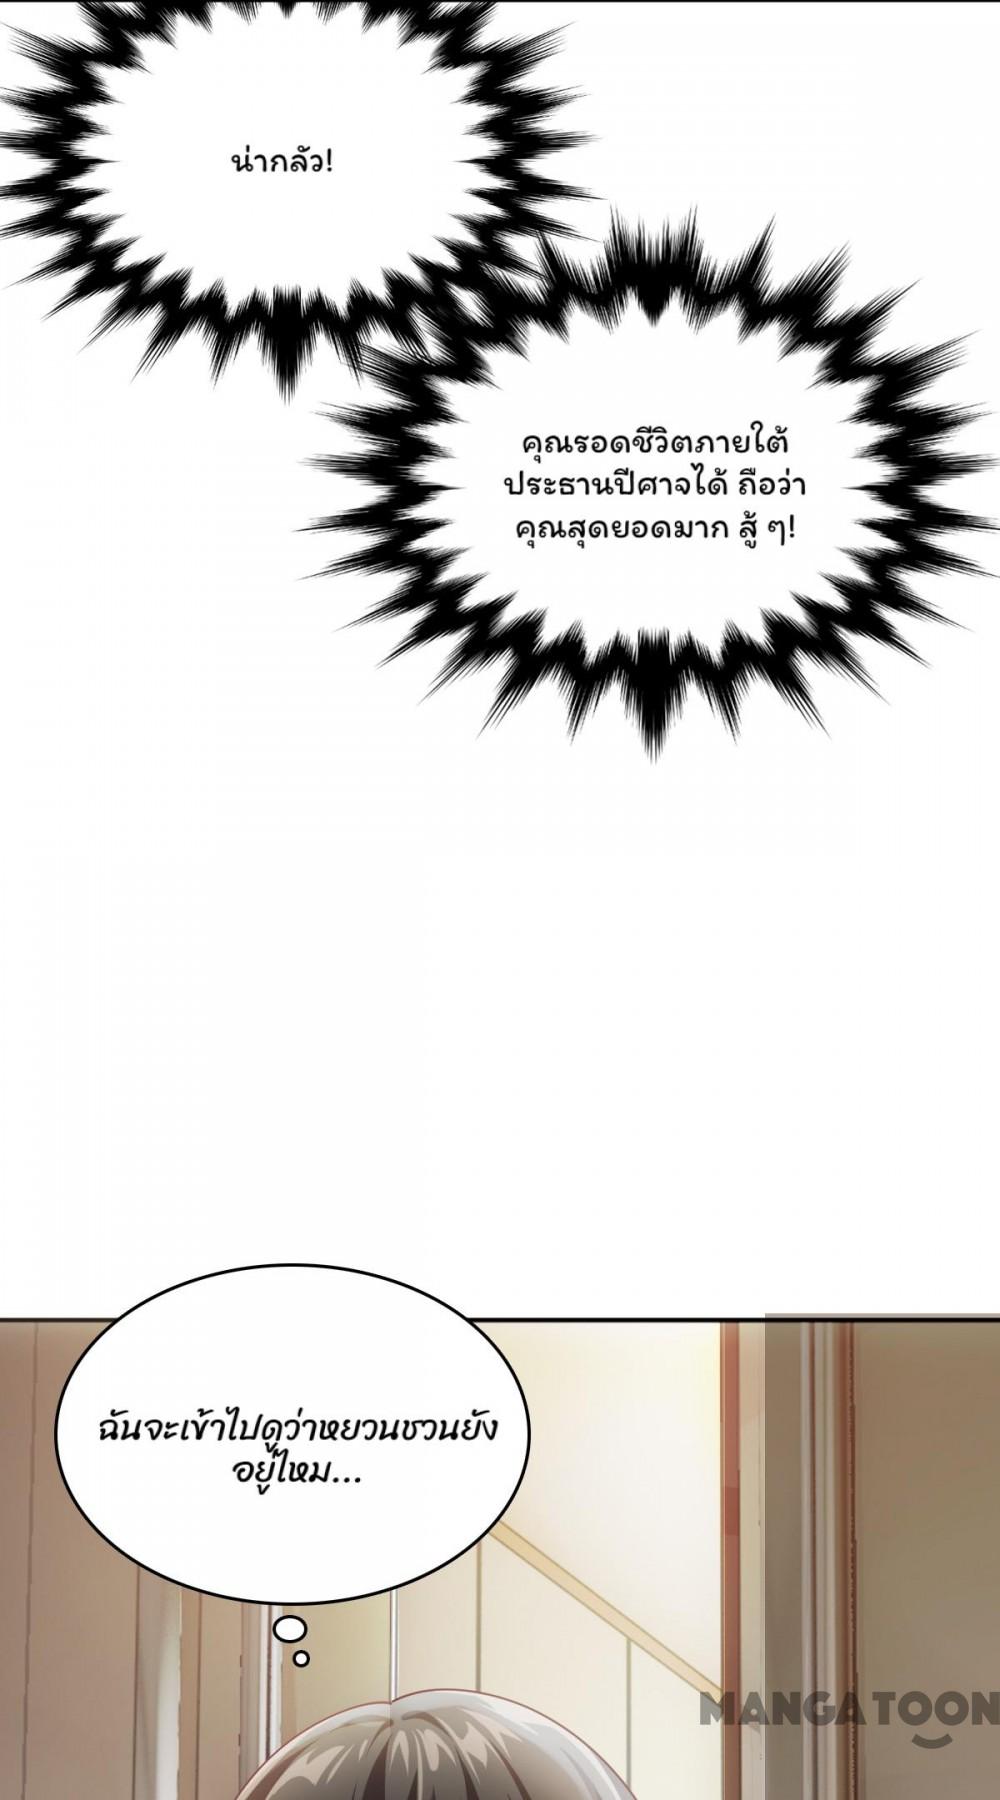 น่ากลัว!
คุณรอดชีวิตภายใต้
ประธานปีศาจได้ ถือว่า
คุณสุดยอดมาก สู้ ๆ!
ฉันจะเข้าไปดูว่าหยวนชวนยัง
อยู่ไหม...
MANGATOON